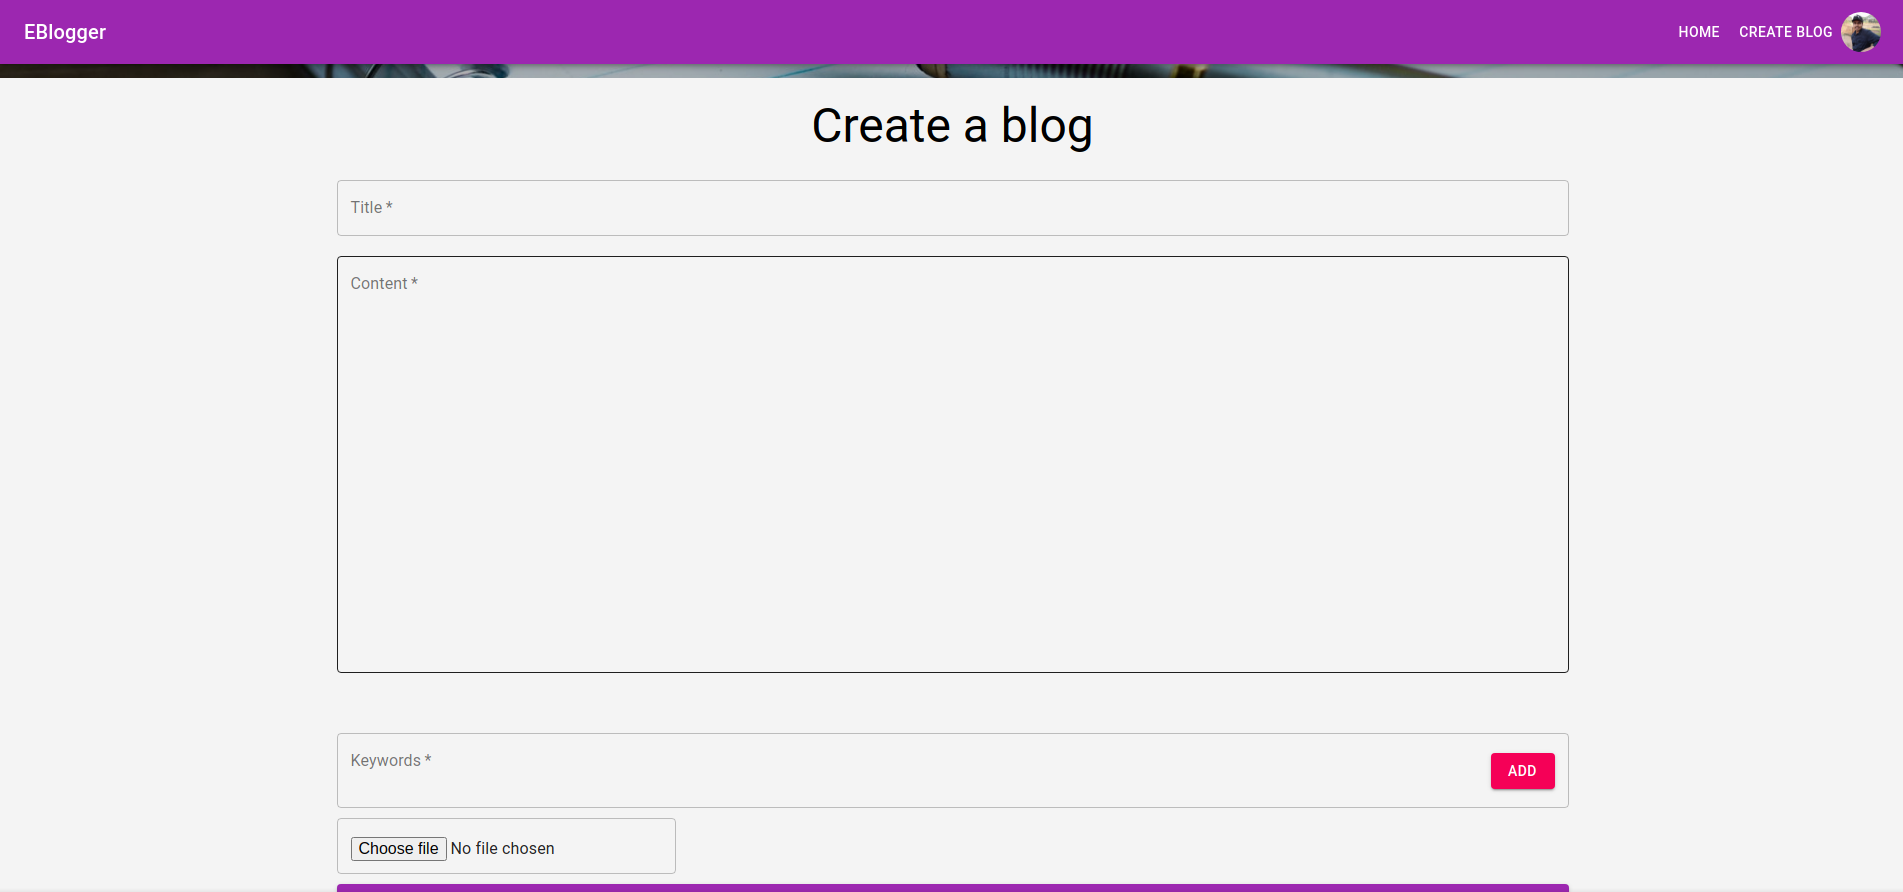 EBlogger
HOME
CREATE BLOG
Create a blog
Title *
Content *
Keywords *
ADD
Choose file No file chosen